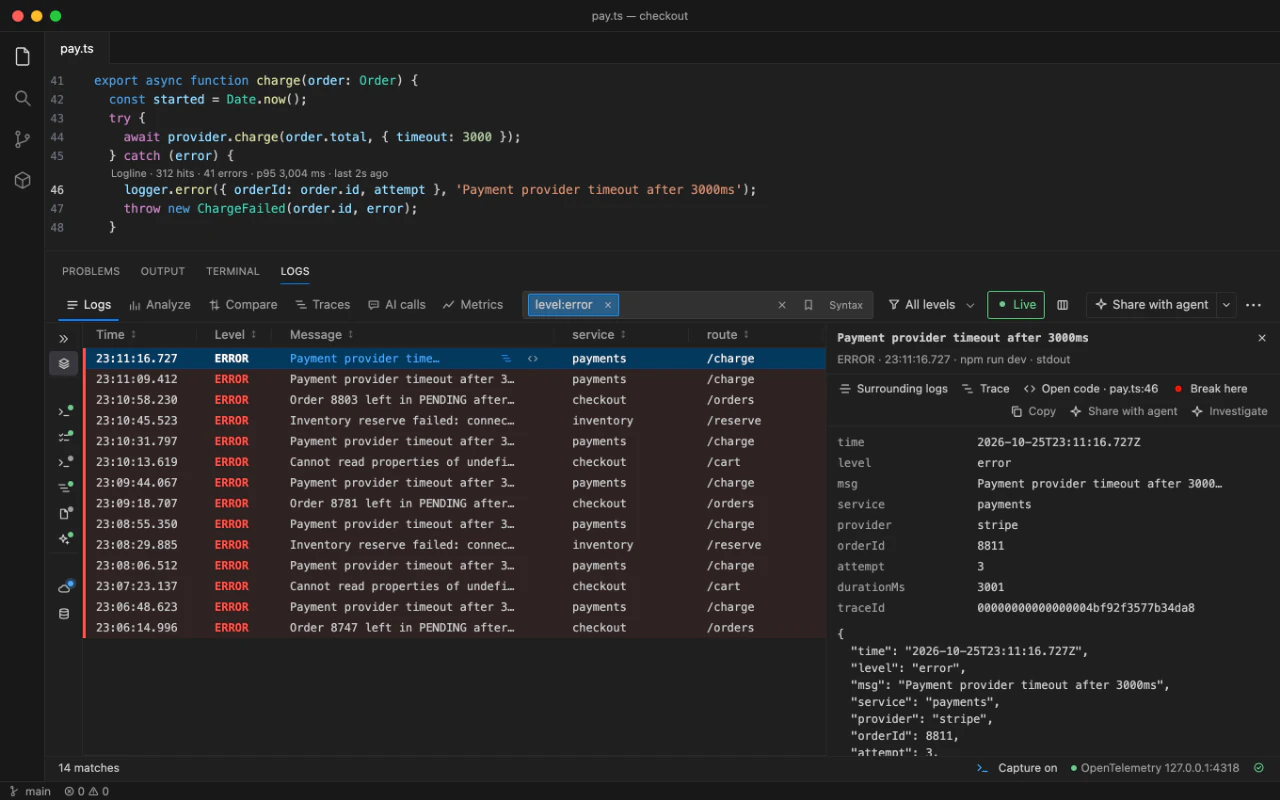 pay.ts — checkout
pay.ts
41 export async function charge(order: Order) {
42 const started = Date.now();
43 try {
44 await provider.charge(order.total, { timeout: 3000 });
45 } catch (error) {
Logline · 312 hits · 41 errors · p95 3,004 ms · last 2s ago
46 logger.error({ orderId: order.id, attempt }, 'Payment provider timeout after 3000ms');
47 throw new ChargeFailed(order.id, error);
48 }
PROBLEMS OUTPUT TERMINAL LOGS
Logs Analyze Compare Traces AI calls Metrics level:error × × Syntax All levels Live Share with agent ···
Time Level Message service route
23:11:16.727 ERROR Payment provider time… payments /charge
23:11:09.412 ERROR Payment provider timeout after 3… payments /charge
23:10:58.230 ERROR Order 8803 left in PENDING after… checkout /orders
23:10:45.523 ERROR Inventory reserve failed: connec… inventory /reserve
23:10:31.797 ERROR Payment provider timeout after 3… payments /charge
23:10:13.619 ERROR Cannot read properties of undefi… checkout /cart
23:09:44.067 ERROR Payment provider timeout after 3… payments /charge
23:09:18.707 ERROR Order 8781 left in PENDING after… checkout /orders
23:08:55.350 ERROR Payment provider timeout after 3… payments /charge
23:08:29.885 ERROR Inventory reserve failed: connec… inventory /reserve
23:08:06.512 ERROR Payment provider timeout after 3… payments /charge
23:07:23.137 ERROR Cannot read properties of undefi… checkout /cart
23:06:48.623 ERROR Payment provider timeout after 3… payments /charge
23:06:14.996 ERROR Order 8747 left in PENDING after… checkout /orders
Payment provider timeout after 3000ms ×
ERROR · 23:11:16.727 · npm run dev · stdout
Surrounding logs Trace Open code · pay.ts:46 Break here
Copy Share with agent Investigate
time 2026-10-25T23:11:16.727Z
level error
msg Payment provider timeout after 3000…
service payments
provider stripe
orderId 8811
attempt 3
durationMs 3001
traceId 00000000000000004bf92f3577b34da8
{
"time": "2026-10-25T23:11:16.727Z",
"level": "error",
"msg": "Payment provider timeout after 3000ms",
"service": "payments",
"provider": "stripe",
"orderId": 8811,
"attempt": 3,
14 matches
Capture on OpenTelemetry 127.0.0.1:4318
main 0 0